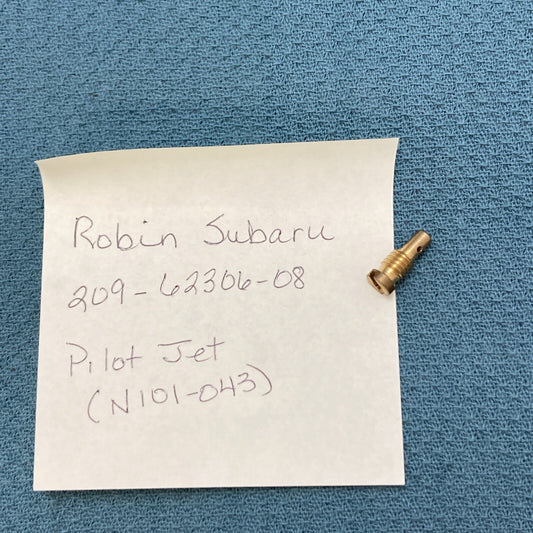 Robin Subaru
209-62306-08
Pilot Jet
(N101-043)